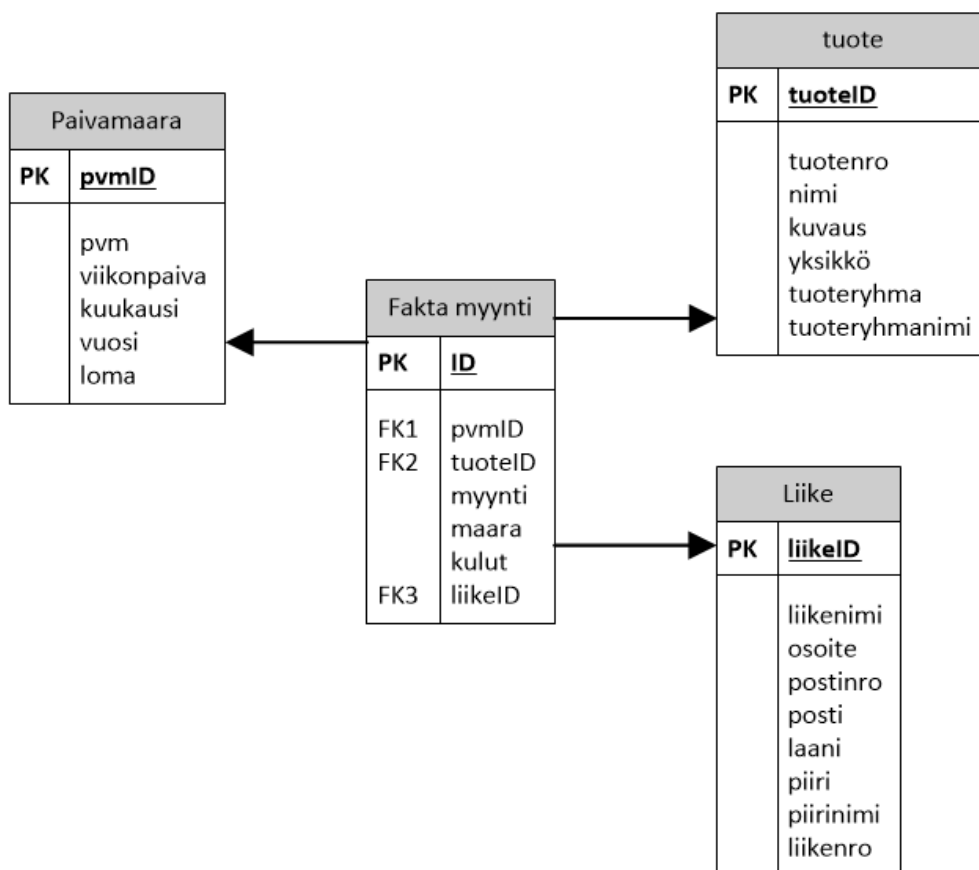 Paivamaara
PK pvmID
pvm
viikonpaiva
kuukausi
vuosi
loma
Fakta myynti
PK ID
FK1 pvmID
FK2 tuoteID
myynti
maara
kulut
FK3 liikeID
tuote
PK tuoteID
tuotenro
nimi
kuvaus
yksikkö
tuoteryhma
tuoteryhmanimi
Liike
PK liikeID
liikenimi
osoite
postinro
posti
laani
piiri
piirinimi
liikenro